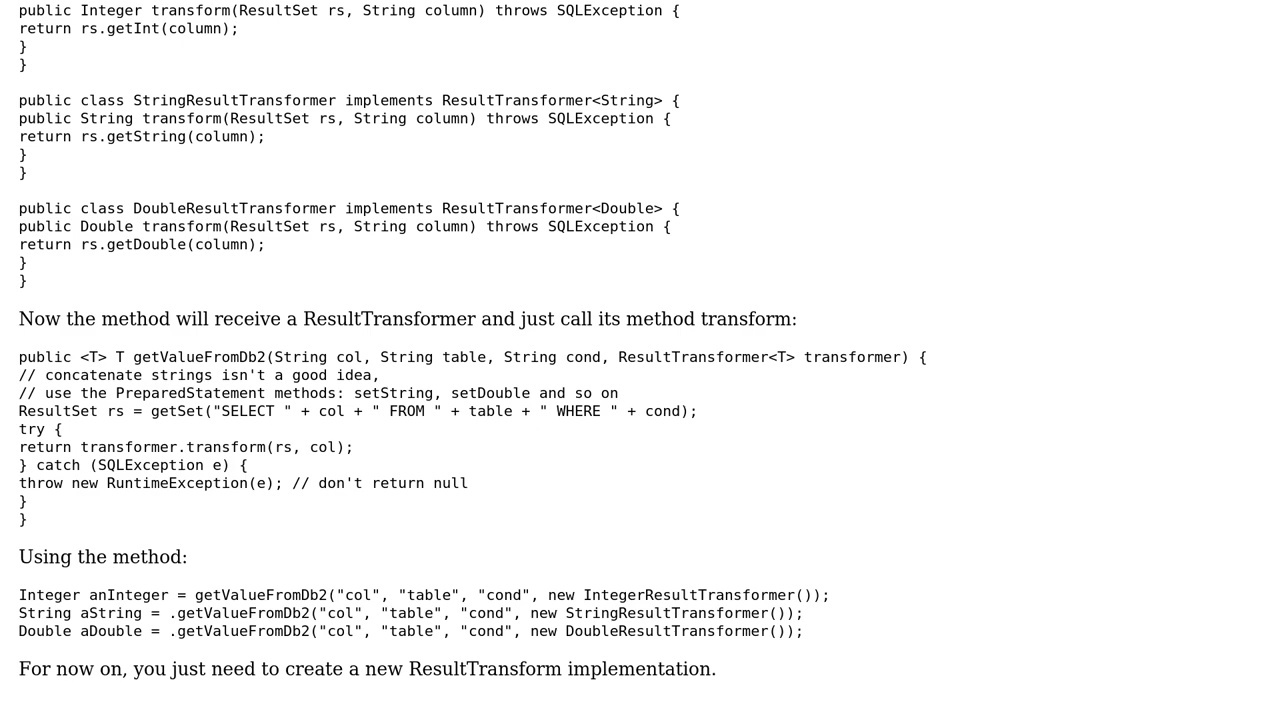 public Integer transform(ResultSet rs, String column) throws SQLException {
return rs.getInt(column);
}
}
public class StringResultTransformer implements ResultTransformer<String> {
public String transform(ResultSet rs, String column) throws SQLException {
return rs.getString(column);
}
}
public class DoubleResultTransformer implements ResultTransformer<Double> {
public Double transform(ResultSet rs, String column) throws SQLException {
return rs.getDouble(column);
}
}
Now the method will receive a ResultTransformer and just call its method transform:
public <T> T getValueFromDb2(String col, String table, String cond, ResultTransformer<T> transformer) {
// concatenate strings isn't a good idea,
// use the PreparedStatement methods: setString, setDouble and so on
ResultSet rs = getSet("SELECT " + col + " FROM " + table + " WHERE " + cond);
try {
return transformer.transform(rs, col);
} catch (SQLException e) {
throw new RuntimeException(e); // don't return null
}
}
Using the method:
Integer anInteger = getValueFromDb2("col", "table", "cond", new IntegerResultTransformer());
String aString = .getValueFromDb2("col", "table", "cond", new StringResultTransformer());
Double aDouble = .getValueFromDb2("col", "table", "cond", new DoubleResultTransformer());
For now on, you just need to create a new ResultTransform implementation.